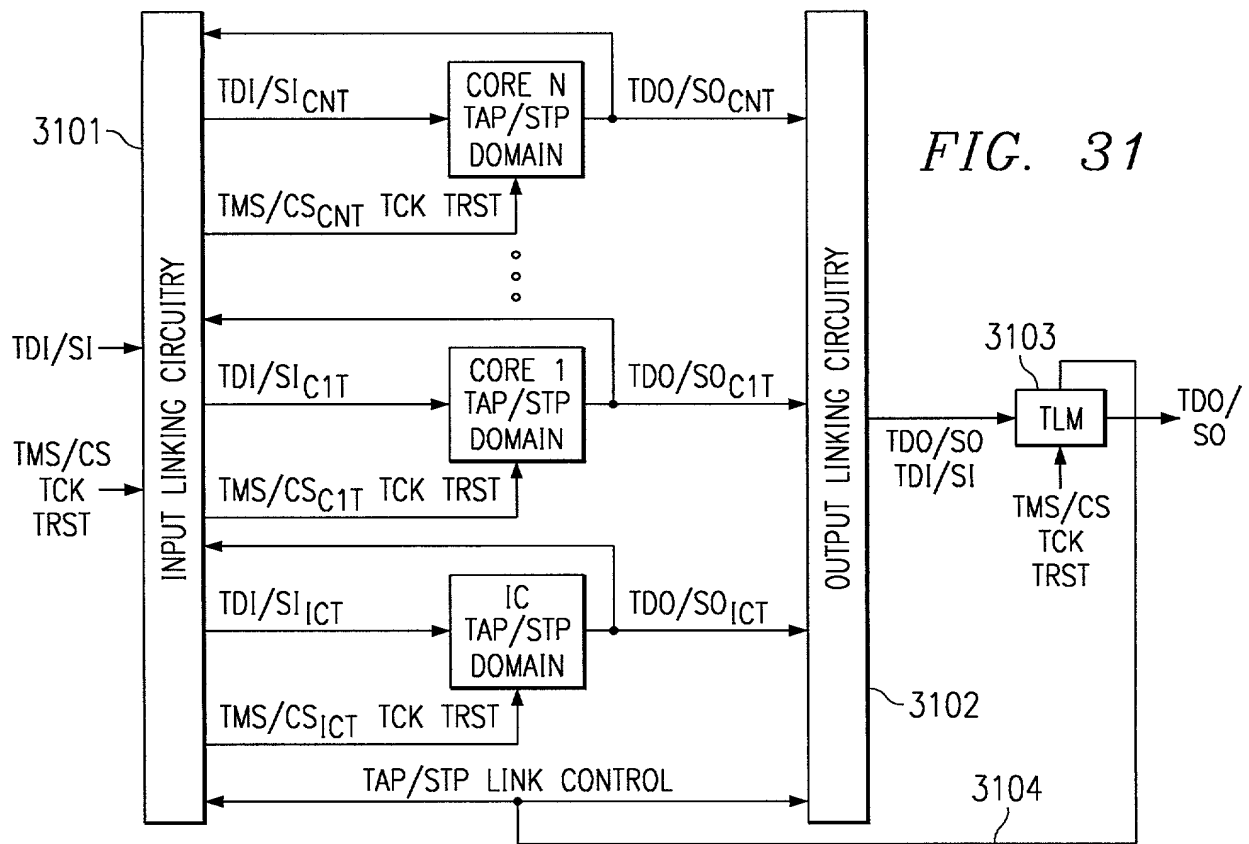 FIG. 31
3101
INPUT LINKING CIRCUITRY
TDI/SI
TMS/CS
TCK
TRST
TDI/SICNT
CORE N
TAP/STP
DOMAIN
TDO/SOCNT
TMS/CSCNT TCK TRST
TDI/SIC1T
CORE 1
TAP/STP
DOMAIN
TDO/SOC1T
TMS/CSC1T TCK TRST
TDI/SIICT
IC
TAP/STP
DOMAIN
TDO/SOICT
TMS/CSICT TCK TRST
TAP/STP LINK CONTROL
OUTPUT LINKING CIRCUITRY
3102
TDO/SO
TDI/SI
3103
TLM
TMS/CS
TCK
TRST
TDO/
SO
3104